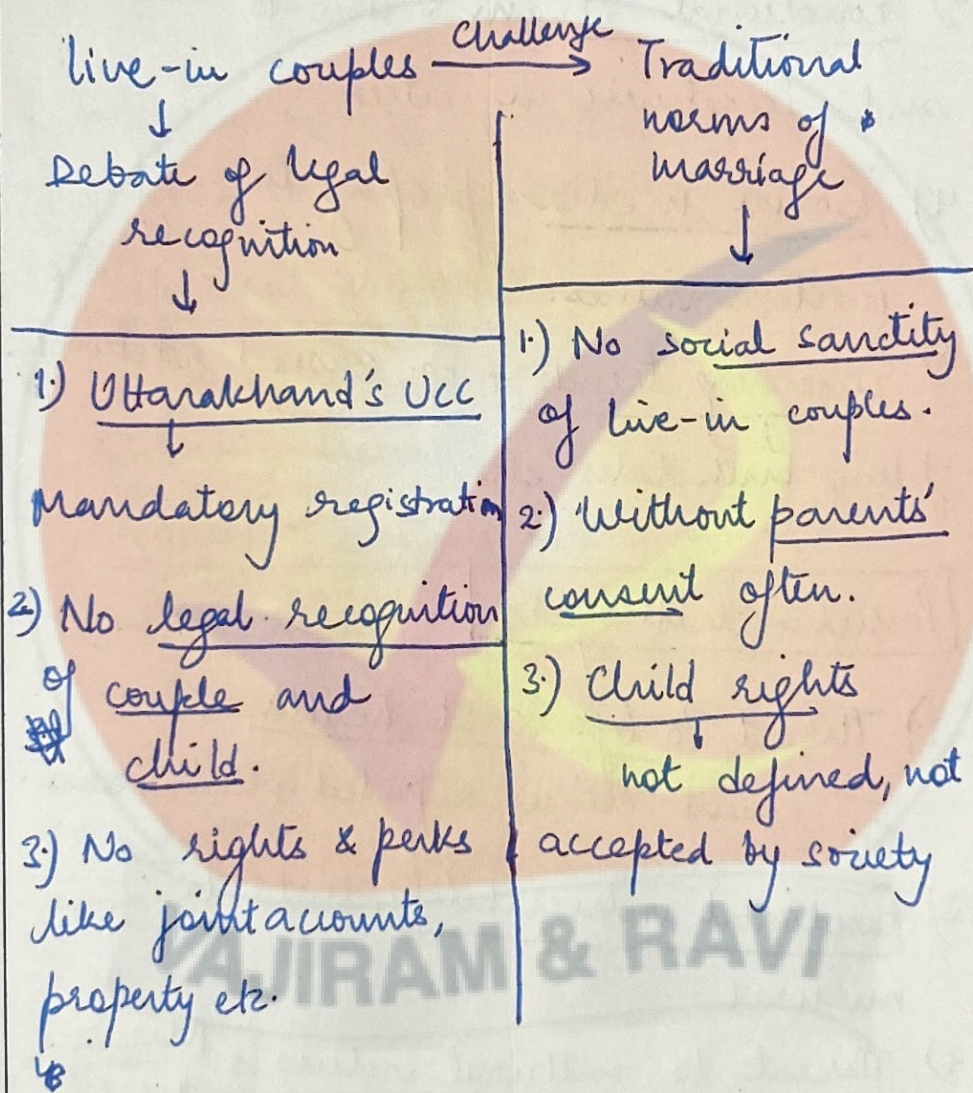 live-in couples
↓
Debate of legal
recognition
↓
Challenge
→
Traditional
norms of
marriage
↓
1.) Uttarakhand's UCC
↓
Mandatory registration
2) No legal recognition
of couple and
child.
3.) No rights & perks
like joint accounts,
property etc.
1.) No social sanctity
of live-in couples.
2.) Without parents'
consent often.
3.) Child rights
↓
not defined, not
accepted by society
VAJIRAM & RAVI